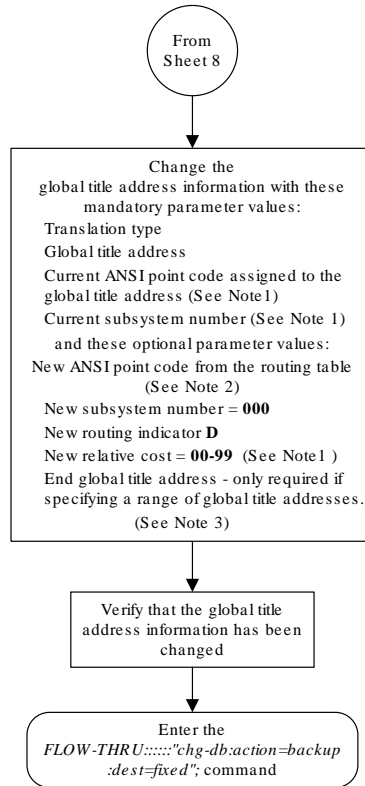 From
Sheet 8
Change the
global title address information with these
mandatory parameter values:
Translation type
Global title address
Current ANSI point code assigned to the
global title address (See Note1)
Current subsystem number (See Note 1)
and these optional parameter values:
New ANSI point code from the routing table
(See Note 2)
New subsystem number = 000
New routing indicator D
New relative cost = 00-99 (See Note1 )
End global title address - only required if
specifying a range of global title addresses.
(See Note 3)
Verify that the global title
address information has been
changed
Enter the
FLOW-THRU::::::"chg-db:action=backup
:dest=fixed"; command